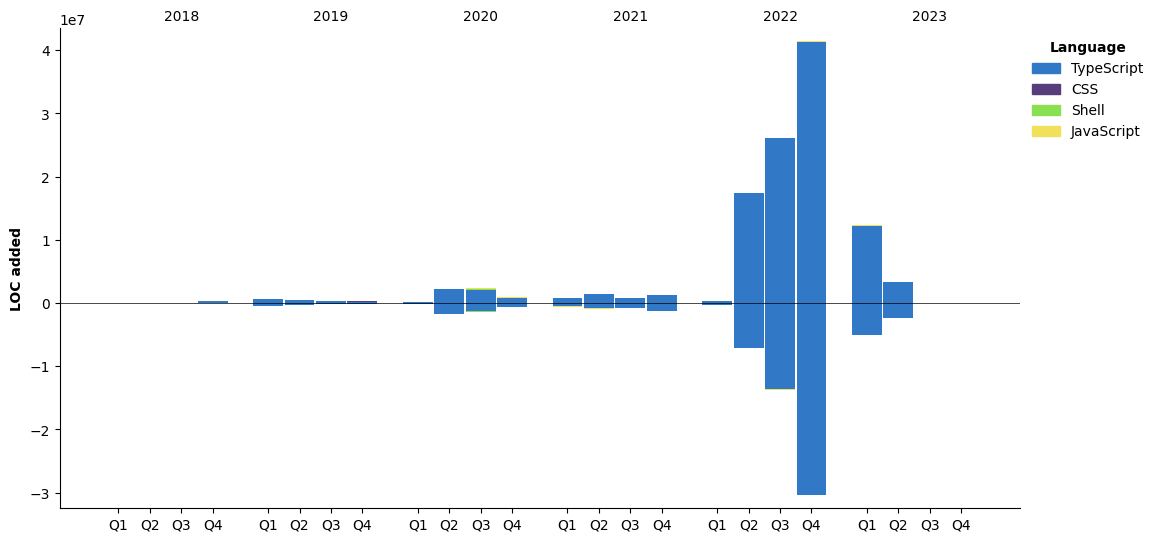 1e7
2018 2019 2020 2021 2022 2023
Language
TypeScript
CSS
Shell
JavaScript
LOC added
4
3
2
1
0
−1
−2
−3
Q1 Q2 Q3 Q4 Q1 Q2 Q3 Q4 Q1 Q2 Q3 Q4 Q1 Q2 Q3 Q4 Q1 Q2 Q3 Q4 Q1 Q2 Q3 Q4